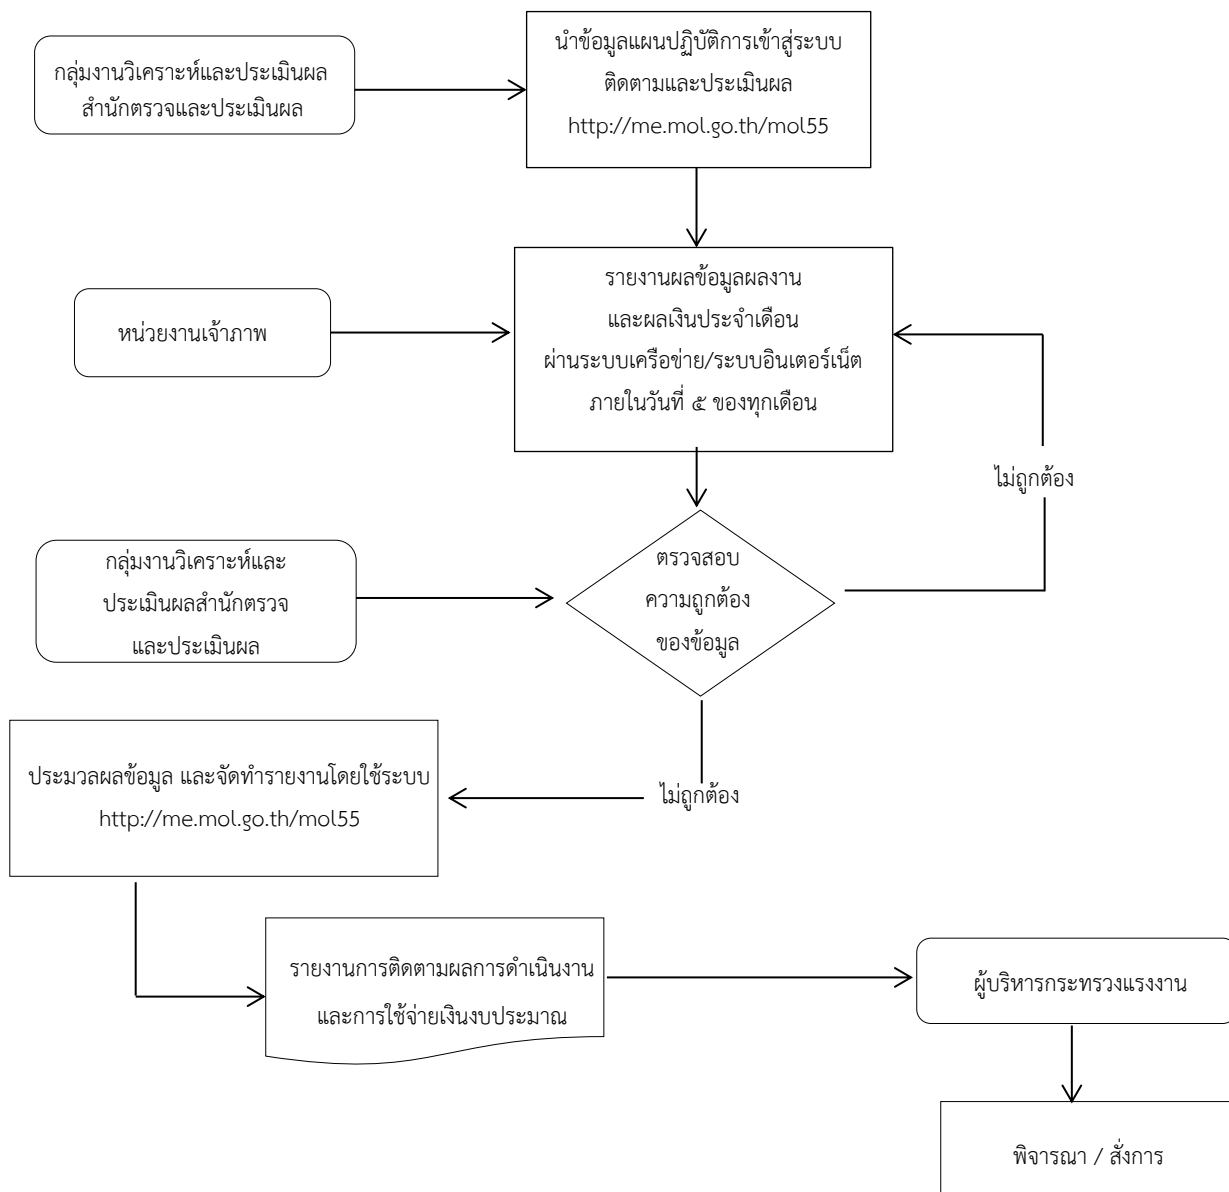 กลุ่มงานวิเคราะห์และประเมินผล
สำนักตรวจและประเมินผล
นำข้อมูลแผนปฏิบัติการเข้าสู่ระบบ
ติดตามและประเมินผล
http://me.mol.go.th/mol55
หน่วยงานเจ้าภาพ
รายงานผลข้อมูลผลงาน
และผลเงินประจำเดือน
ผ่านระบบเครือข่าย/ระบบอินเตอร์เน็ต
ภายในวันที่ ๕ ของทุกเดือน
ไม่ถูกต้อง
กลุ่มงานวิเคราะห์และ
ประเมินผลสำนักตรวจ
และประเมินผล
ตรวจสอบ
ความถูกต้อง
ของข้อมูล
ประมวลผลข้อมูล และจัดทำรายงานโดยใช้ระบบ
http://me.mol.go.th/mol55
ไม่ถูกต้อง
รายงานการติดตามผลการดำเนินงาน
และการใช้จ่ายเงินงบประมาณ
ผู้บริหารกระทรวงแรงงาน
พิจารณา / สั่งการ